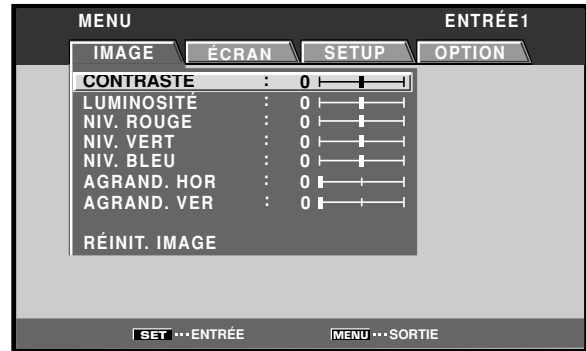 MENU ENTRÉE1
IMAGE ÉCRAN SETUP OPTION
CONTRASTE : 0
LUMINOSITÉ : 0
NIV. ROUGE : 0
NIV. VERT : 0
NIV. BLEU : 0
AGRAND. HOR : 0
AGRAND. VER : 0
RÉINIT. IMAGE
SET ··· ENTRÉE MENU ··· SORTIE